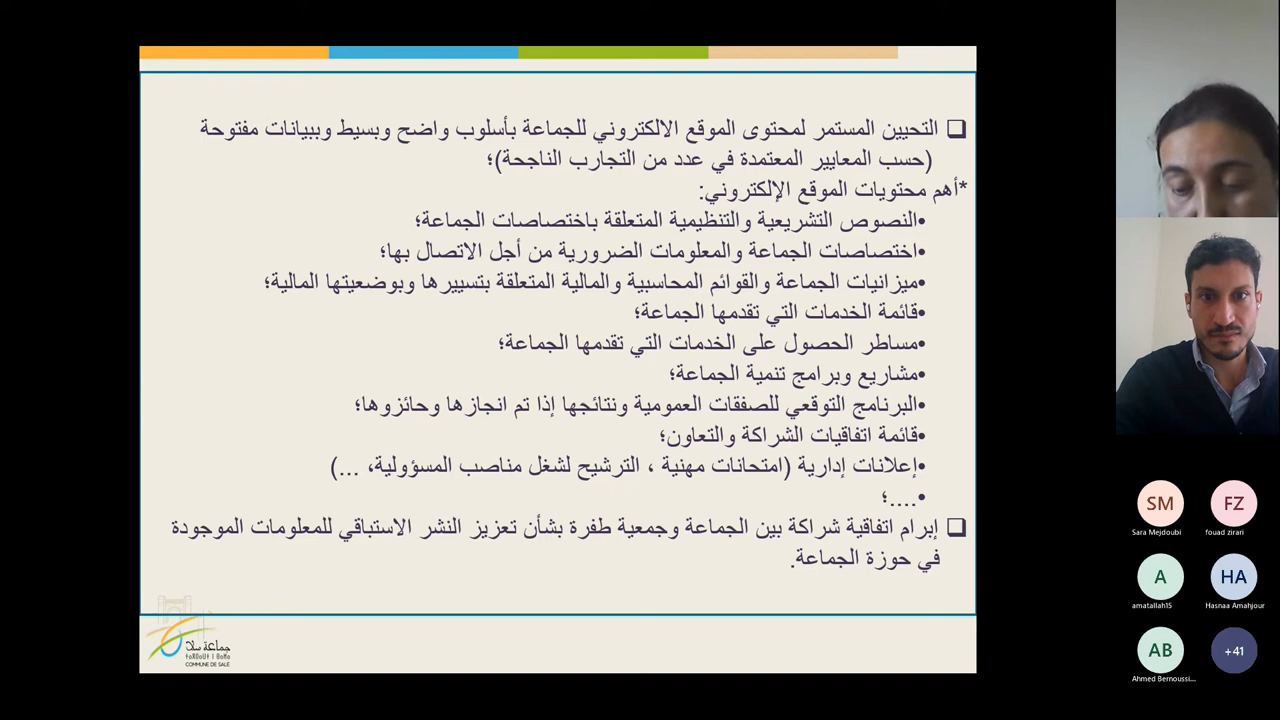 ❑ التحيين المستمر لمحتوى الموقع الالكتروني للجماعة بأسلوب واضح وبسيط وببيانات مفتوحة
(حسب المعايير المعتمدة في عدد من التجارب الناجحة)؛
*أهم محتويات الموقع الإلكتروني:
•النصوص التشريعية والتنظيمية المتعلقة باختصاصات الجماعة؛
•اختصاصات الجماعة والمعلومات الضرورية من أجل الاتصال بها؛
•ميزانيات الجماعة والقوائم المحاسبية والمالية المتعلقة بتسييرها وبوضعيتها المالية؛
•قائمة الخدمات التي تقدمها الجماعة؛
•مساطر الحصول على الخدمات التي تقدمها الجماعة؛
•مشاريع وبرامج تنمية الجماعة؛
•البرنامج التوقعي للصفقات العمومية ونتائجها إذا تم انجازها وحائزوها؛
•قائمة اتفاقيات الشراكة والتعاون؛
•إعلانات إدارية (امتحانات مهنية ، الترشيح لشغل مناصب المسؤولية، ...)
•....؛
❑ إبرام اتفاقية شراكة بين الجماعة وجمعية طفرة بشأن تعزيز النشر الاستباقي للمعلومات الموجودة
في حوزة الجماعة.
جماعة سلا
COMMUNE DE SALÉ
SM
FZ
Sara Mejdoubi
fouad zirari
A
HA
amatallah15
Hasnaa Amahjour
AB
+41
Ahmed Bernoussi...